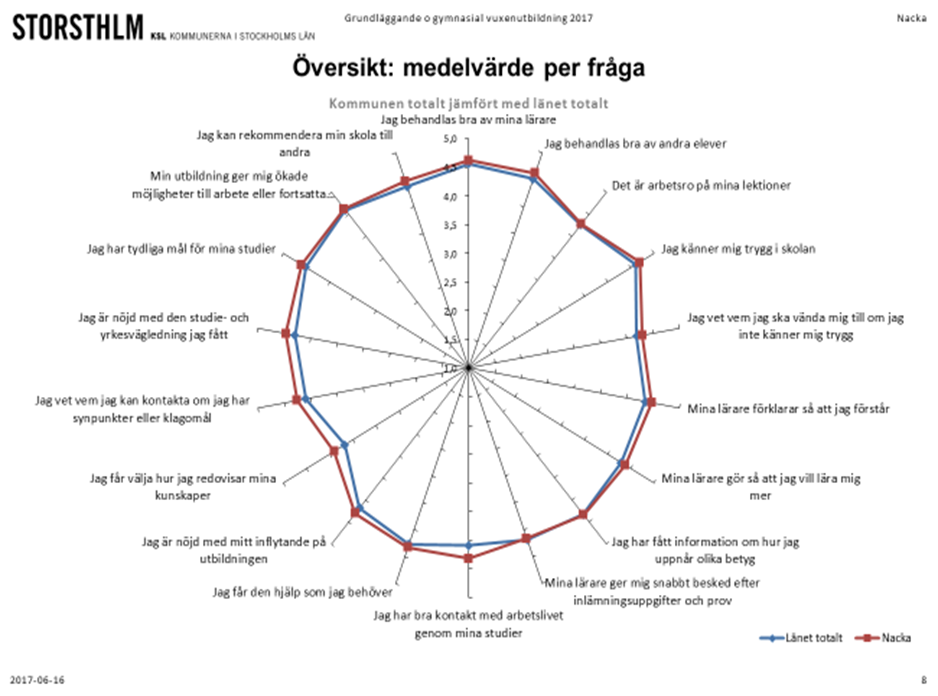 STORSTHLM KSL KOMMUNERNA I STOCKHOLMS LÄN
Grundläggande o gymnasial vuxenutbildning 2017
Nacka
Översikt: medelvärde per fråga
Kommunen totalt jämfört med länet totalt
Jag behandlas bra av mina lärare
Jag behandlas bra av andra elever
Det är arbetsro på mina lektioner
Jag känner mig trygg i skolan
Jag vet vem jag ska vända mig till om jag
inte känner mig trygg
Mina lärare förklarar så att jag förstår
Mina lärare gör så att jag vill lära mig
mer
Jag har fått information om hur jag
uppnår olika betyg
Mina lärare ger mig snabbt besked efter
inlämningsuppgifter och prov
Jag har bra kontakt med arbetslivet
genom mina studier
Jag får den hjälp som jag behöver
Jag är nöjd med mitt inflytande på
utbildningen
Jag får välja hur jag redovisar mina
kunskaper
Jag vet vem jag kan kontakta om jag har
synpunkter eller klagomål
Jag är nöjd med den studie- och
yrkesvägledning jag fått
Jag har tydliga mål för mina studier
Min utbildning ger mig ökade
möjligheter till arbete eller fortsatta...
Jag kan rekommendera min skola till
andra
5,0
4,5
4,0
3,5
3,0
2,5
2,0
1,5
1,0
Länet totalt
Nacka
2017-06-16
8